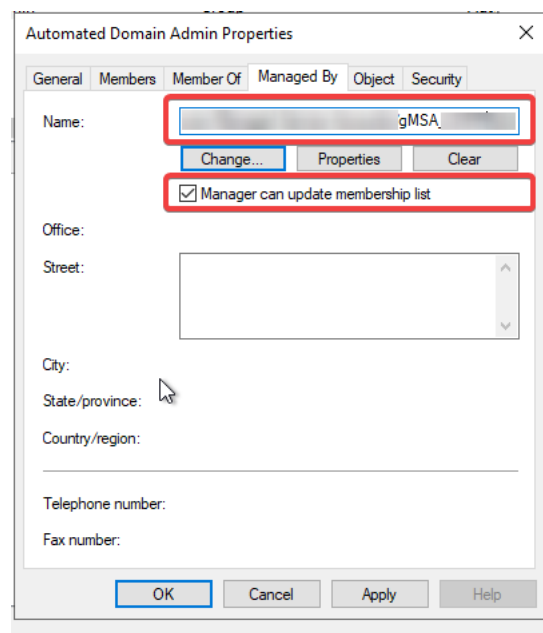 Automated Domain Admin Properties
General Members Member Of Managed By Object Security
Name: gMSA_
Change... Properties Clear
Manager can update membership list
Office:
Street:
City:
State/province:
Country/region:
Telephone number:
Fax number:
OK Cancel Apply Help